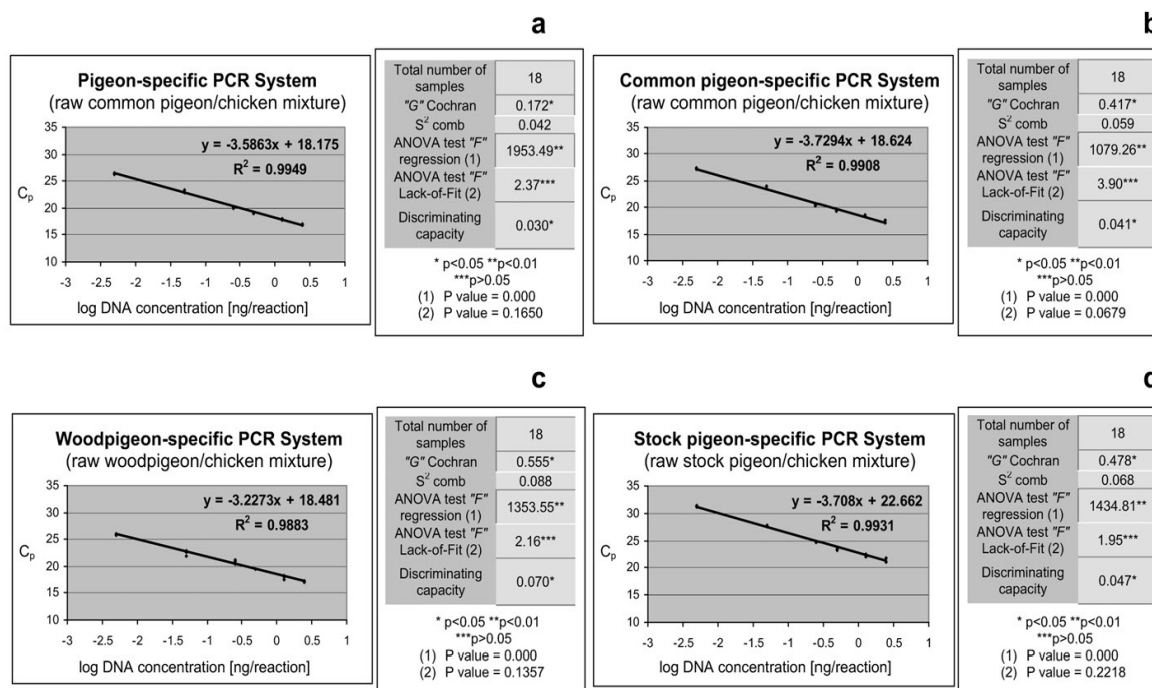 a
Pigeon-specific PCR System
(raw common pigeon/chicken mixture)
35
30
25
20
15
10
Cp
y = -3.5863x + 18.175
R² = 0.9949
-3 -2.5 -2 -1.5 -1 -0.5 0 0.5 1
log DNA concentration [ng/reaction]
Total number of
samples
18
"G" Cochran 0.172*
S² comb 0.042
ANOVA test "F"
regression (1)
1953.49**
ANOVA test "F"
Lack-of-Fit (2)
2.37***
Discriminating
capacity
0.030*
* p<0.05 **p<0.01
***p>0.05
(1) P value = 0.000
(2) P value = 0.1650
b
Common pigeon-specific PCR System
(raw common pigeon/chicken mixture)
35
30
25
20
15
10
Cp
y = -3.7294x + 18.624
R² = 0.9908
-3 -2.5 -2 -1.5 -1 -0.5 0 0.5 1
log DNA concentration [ng/reaction]
Total number of
samples
18
"G" Cochran 0.417*
S² comb 0.059
ANOVA test "F"
regression (1)
1079.26**
ANOVA test "F"
Lack-of-Fit (2)
3.90***
Discriminating
capacity
0.041*
* p<0.05 **p<0.01
***p>0.05
(1) P value = 0.000
(2) P value = 0.0679
c
Woodpigeon-specific PCR System
(raw woodpigeon/chicken mixture)
35
30
25
20
15
10
Cp
y = -3.2273x + 18.481
R² = 0.9883
-3 -2.5 -2 -1.5 -1 -0.5 0 0.5 1
log DNA concentration [ng/reaction]
Total number of
samples
18
"G" Cochran 0.555*
S² comb 0.088
ANOVA test "F"
regression (1)
1353.55**
ANOVA test "F"
Lack-of-Fit (2)
2.16***
Discriminating
capacity
0.070*
* p<0.05 **p<0.01
***p>0.05
(1) P value = 0.000
(2) P value = 0.1357
d
Stock pigeon-specific PCR System
(raw stock pigeon/chicken mixture)
35
30
25
20
15
10
Cp
y = -3.708x + 22.662
R² = 0.9931
-3 -2.5 -2 -1.5 -1 -0.5 0 0.5 1
log DNA concentration [ng/reaction]
Total number of
samples
18
"G" Cochran 0.478*
S² comb 0.068
ANOVA test "F"
regression (1)
1434.81**
ANOVA test "F"
Lack-of-Fit (2)
1.95***
Discriminating
capacity
0.047*
* p<0.05 **p<0.01
***p>0.05
(1) P value = 0.000
(2) P value = 0.2218